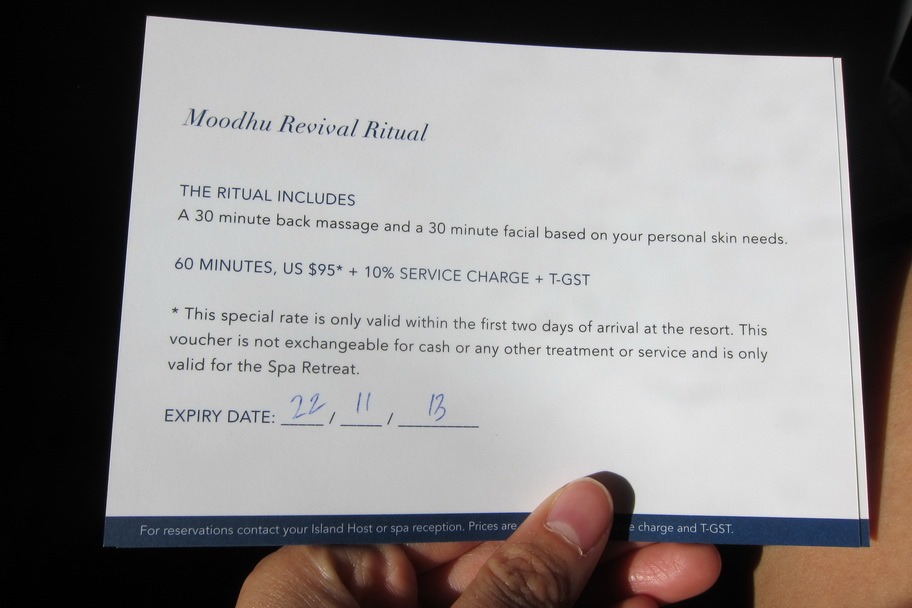 Moodhu Revival Ritual
THE RITUAL INCLUDES
A 30 minute back massage and a 30 minute facial based on your personal skin needs.
60 MINUTES, US $95* + 10% SERVICE CHARGE + T-GST
* This special rate is only valid within the first two days of arrival at the resort. This
voucher is not exchangeable for cash or any other treatment or service and is only
valid for the Spa Retreat.
EXPIRY DATE: 22 / 11 / 13
For reservations contact your Island Host or spa reception. Prices are e charge and T-GST.